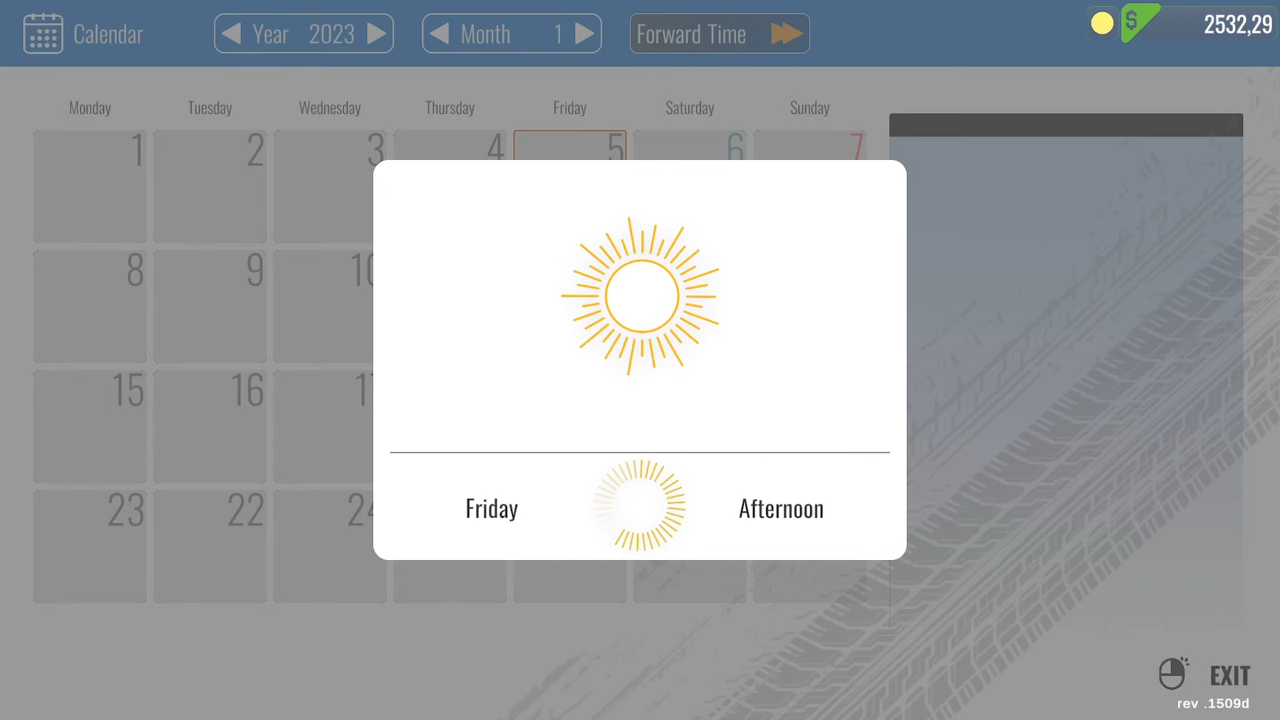 Calendar Year 2023 Month 1 Forward Time $ 2532,29
Monday Tuesday Wednesday Thursday Friday Saturday Sunday
1 2 3 4 5 6 7
8 9
15 16
23 22
Friday Afternoon
EXIT
rev .1509d